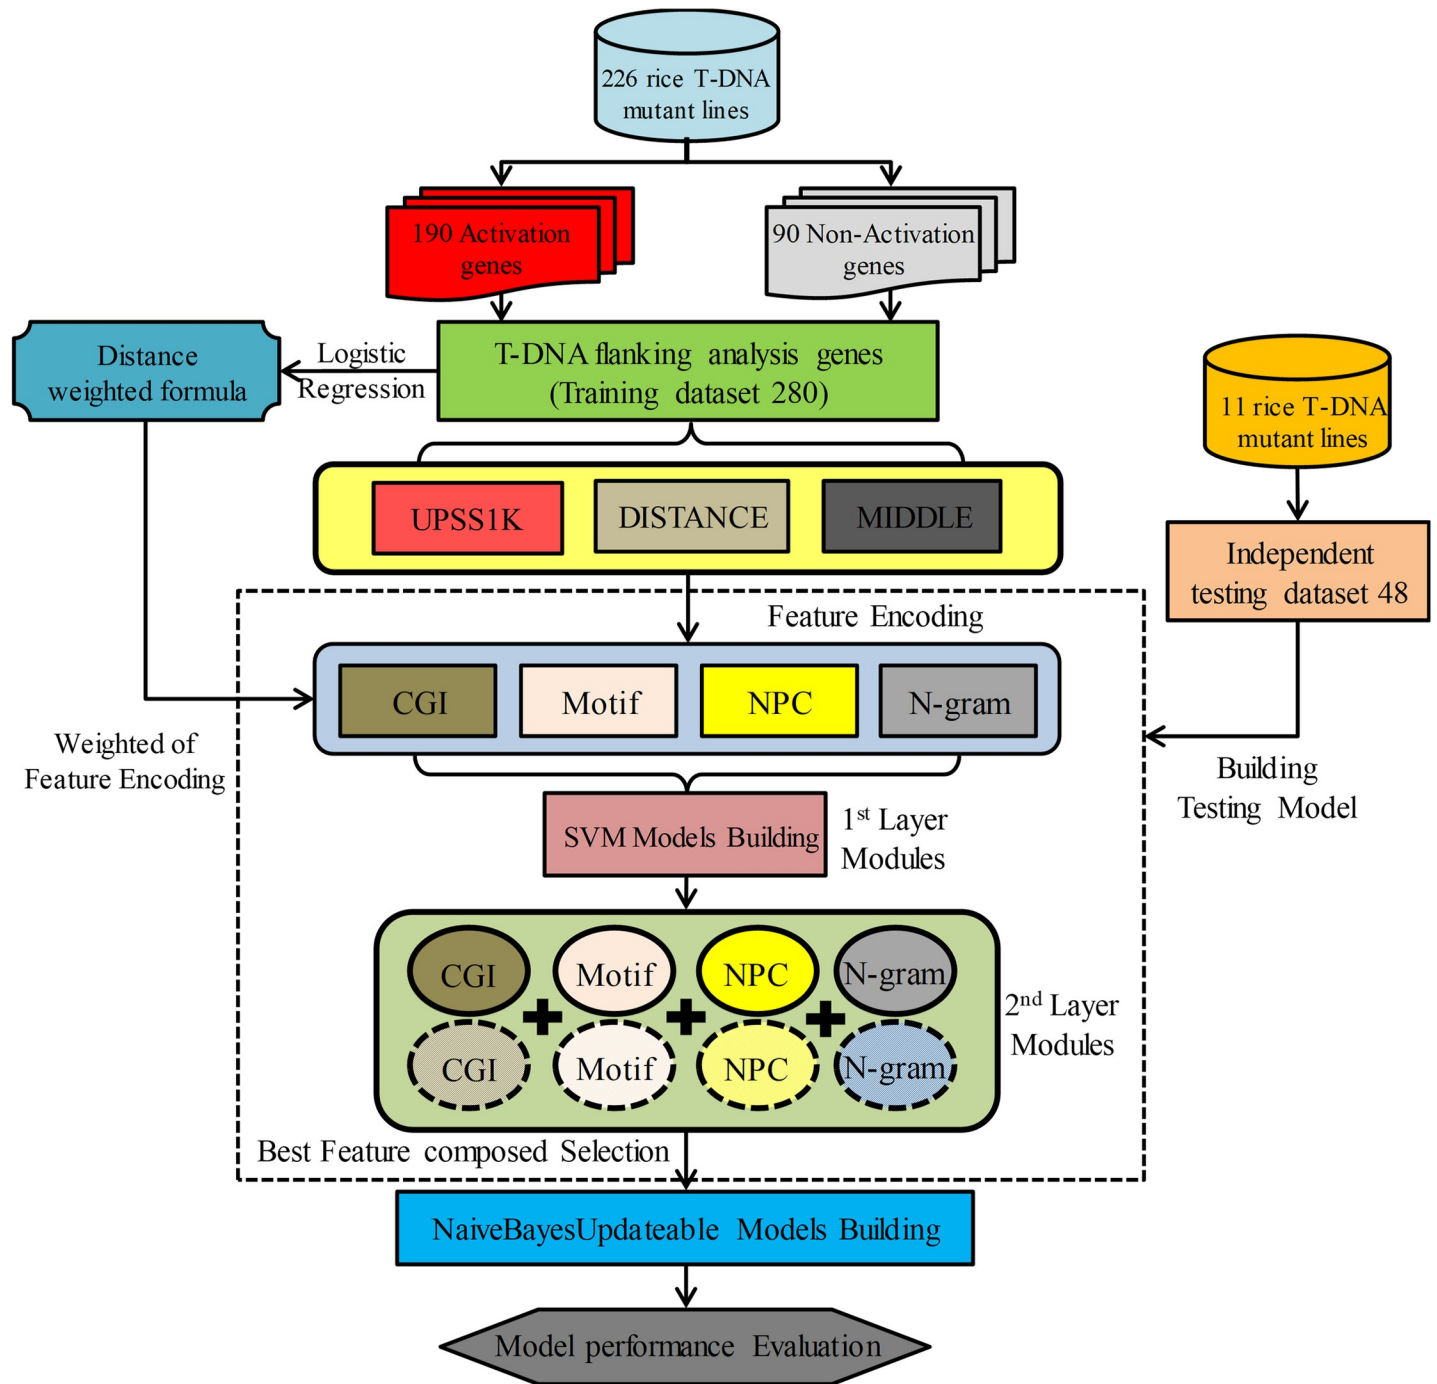 226 rice T-DNA
mutant lines
190 Activation
genes
90 Non-Activation
genes
Distance
weighted formula
Logistic
Regression
T-DNA flanking analysis genes
(Training dataset 280)
11 rice T-DNA
mutant lines
UPSS1K
DISTANCE
MIDDLE
Independent
testing dataset 48
Feature Encoding
CGI
Motif
NPC
N-gram
Weighted of
Feature Encoding
Building
Testing Model
SVM Models Building
1st Layer
Modules
CGI
Motif
NPC
N-gram
CGI
Motif
NPC
N-gram
2nd Layer
Modules
Best Feature composed Selection
NaiveBayesUpdateable Models Building
Model performance Evaluation